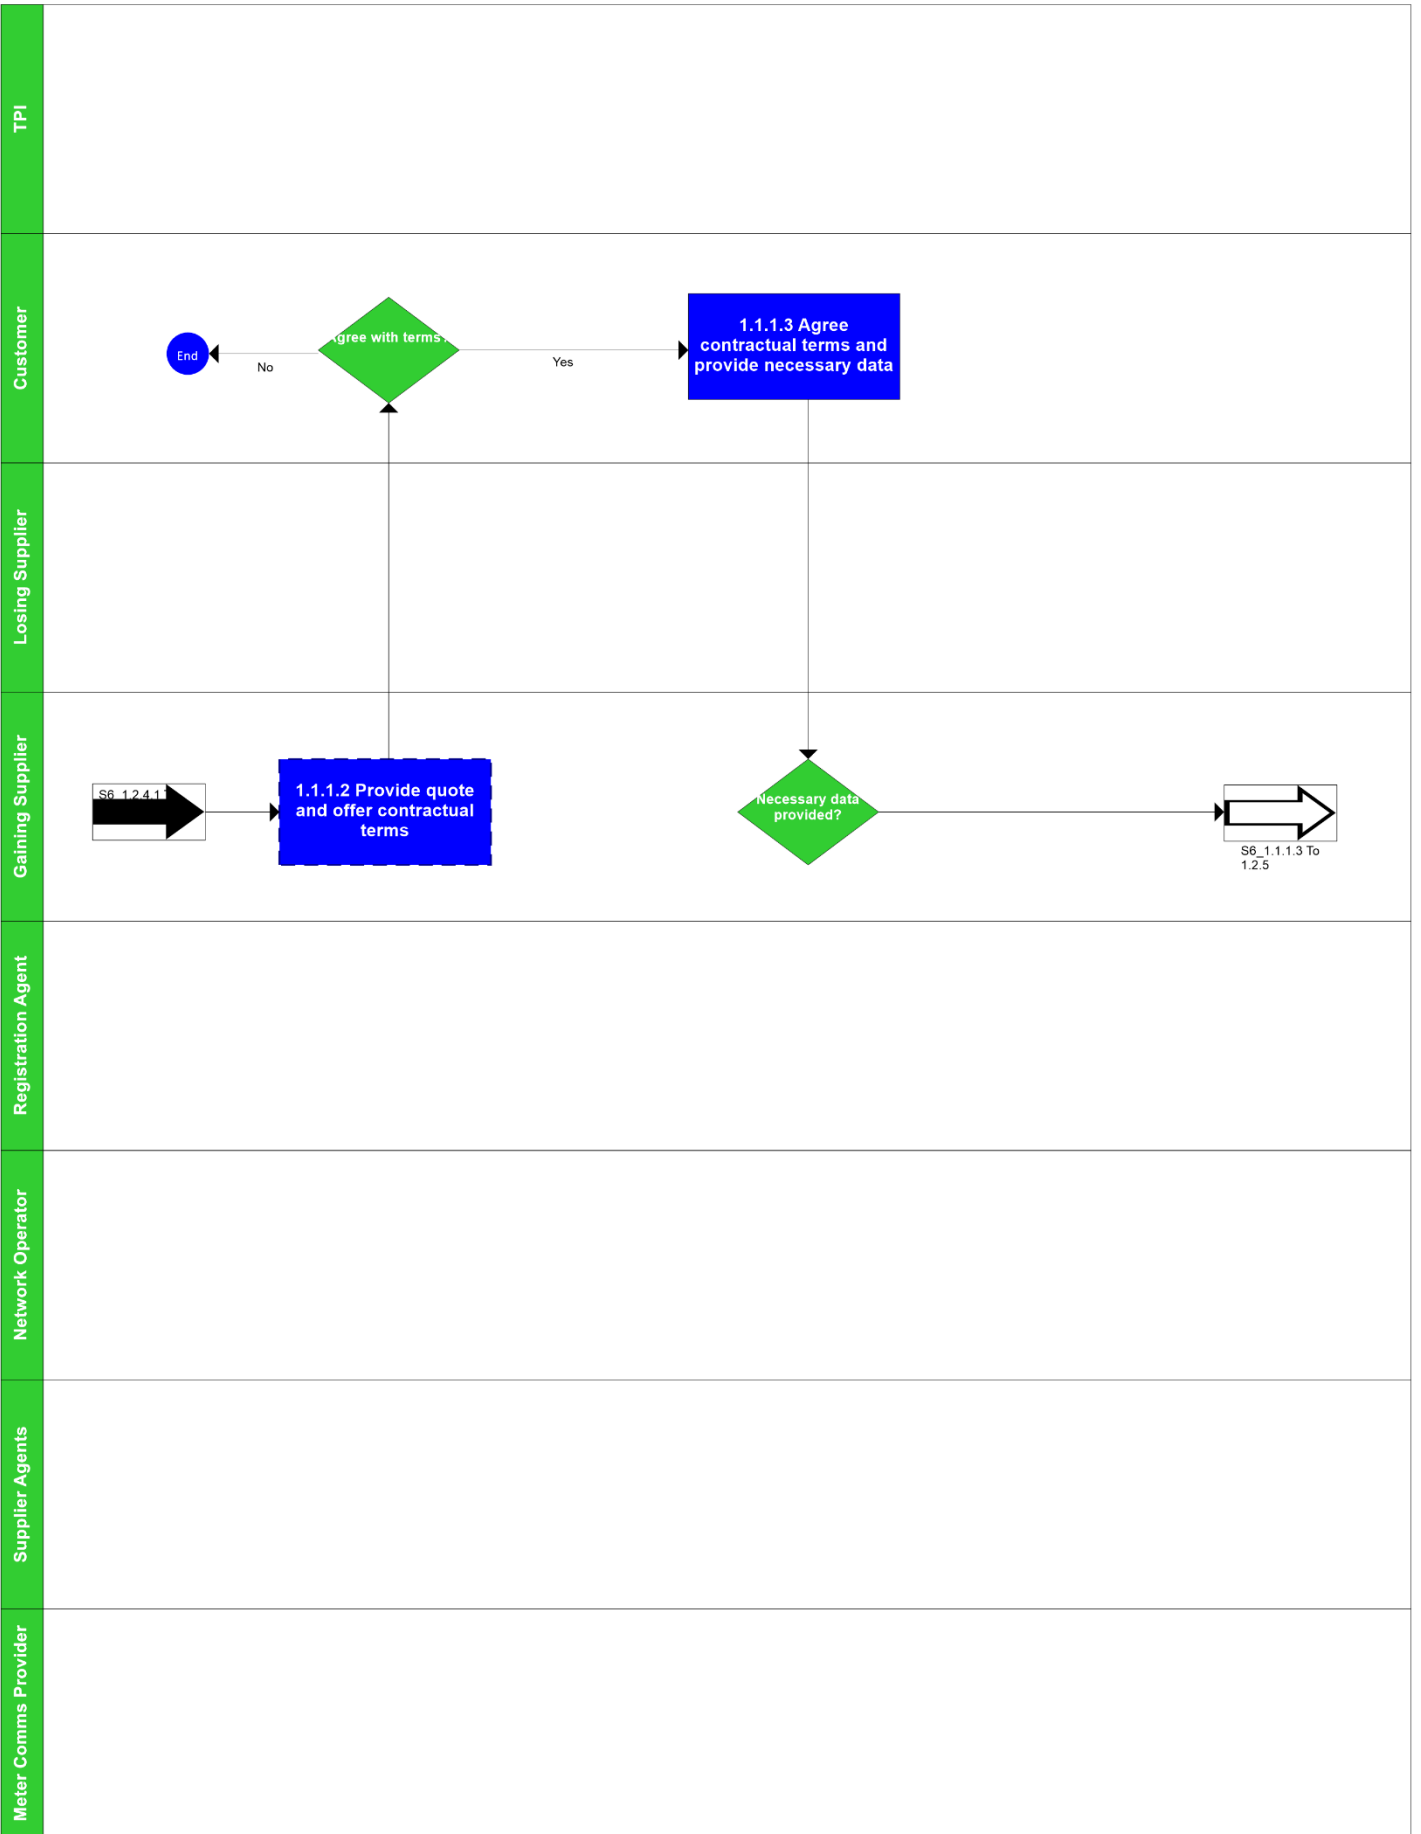 TPI
Customer
End
No
Agree with terms?
Yes
1.1.1.3 Agree
contractual terms and
provide necessary data
Losing Supplier
Gaining Supplier
S6_1.2.4.1
1.1.1.2 Provide quote
and offer contractual
terms
Necessary data
provided?
S6_1.1.1.3 To
1.2.5
Registration Agent
Network Operator
Supplier Agents
Meter Comms Provider